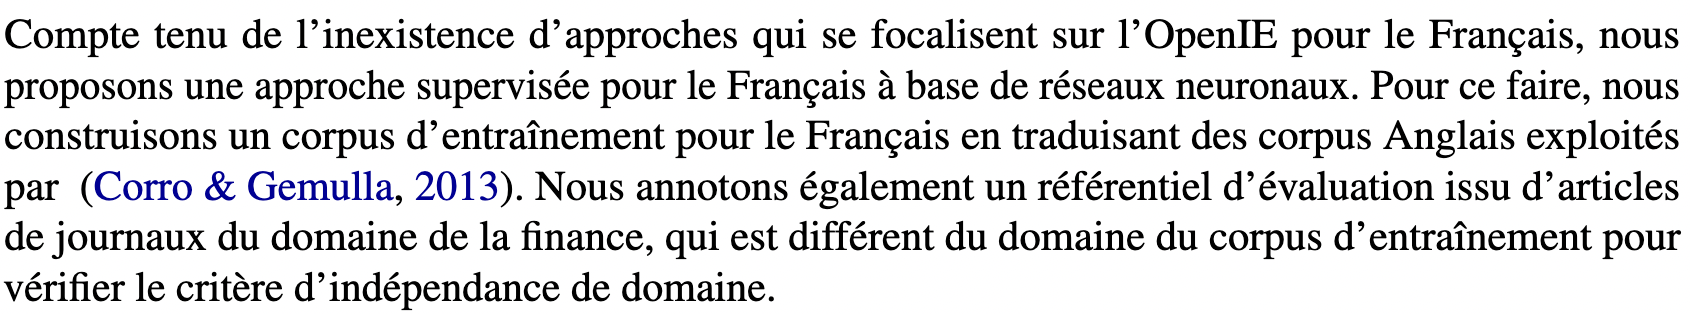 Compte tenu de l’inexistence d’approches qui se focalisent sur l’OpenIE pour le Français, nous
proposons une approche supervisée pour le Français à base de réseaux neuronaux. Pour ce faire, nous
construisons un corpus d’entraînement pour le Français en traduisant des corpus Anglais exploités
par (Corro & Gemulla, 2013). Nous annotons également un référentiel d’évaluation issu d’articles
de journaux du domaine de la finance, qui est différent du domaine du corpus d’entraînement pour
vérifier le critère d’indépendance de domaine.